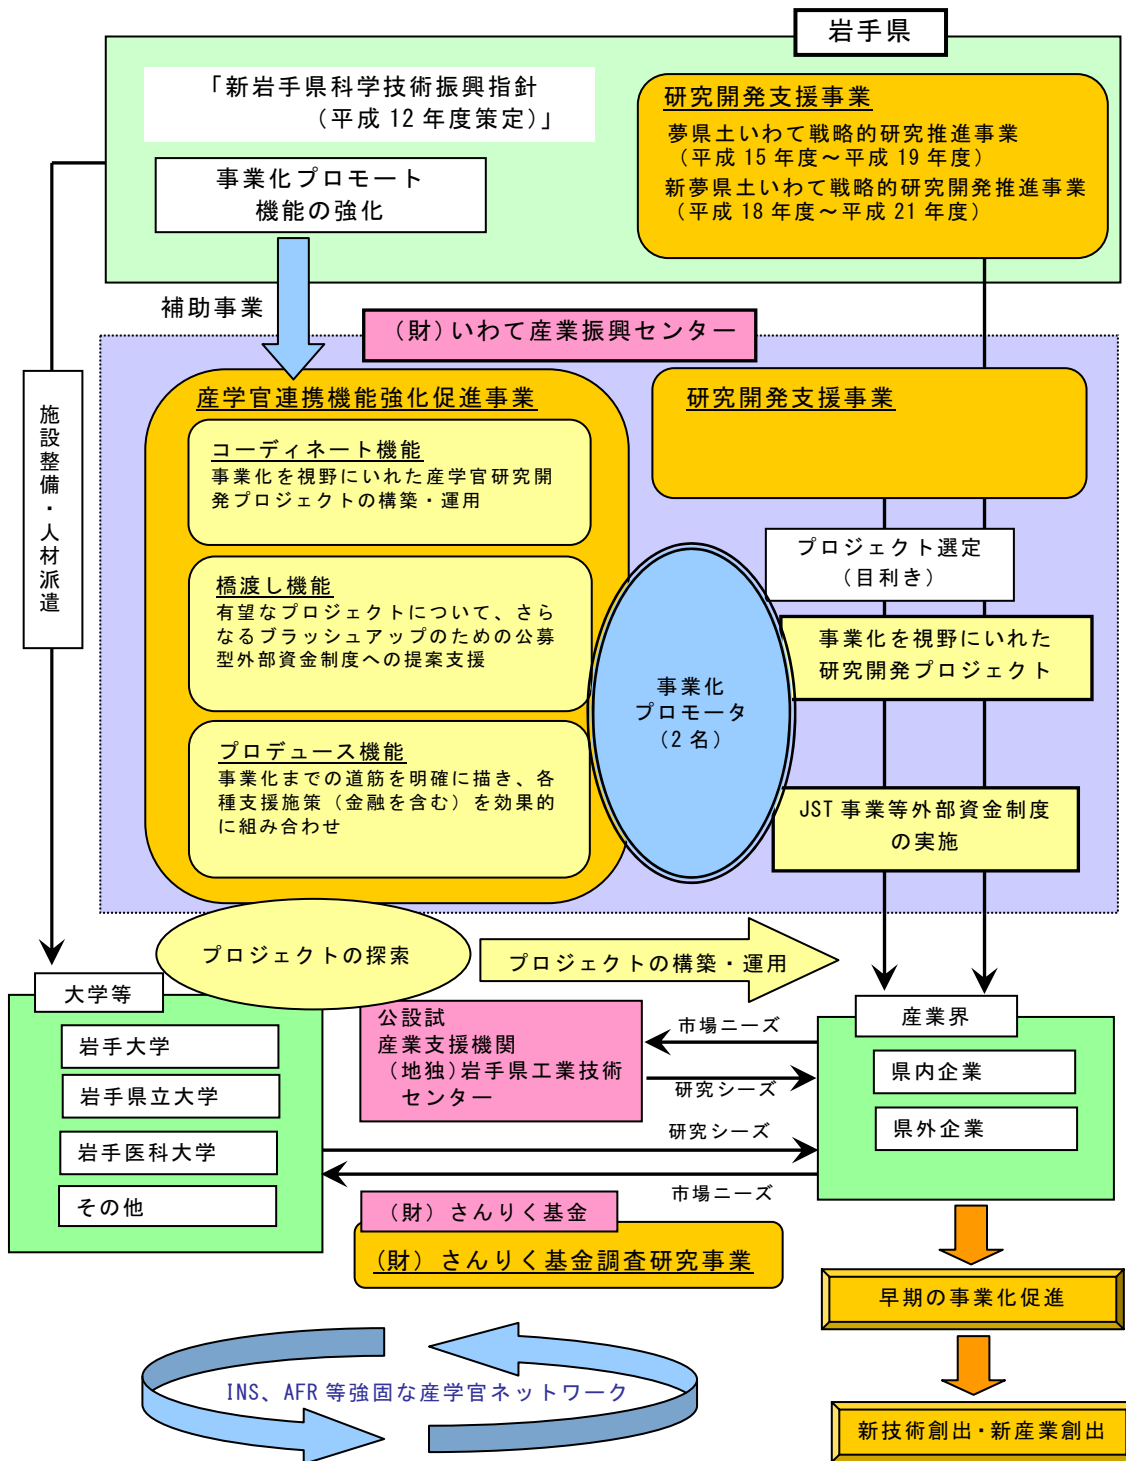 岩手県
「新岩手県科学技術振興指針
（平成12年度策定）」
事業化プロモート
機能の強化
研究開発支援事業
夢県土いわて戦略的研究推進事業
（平成15年度～平成19年度）
新夢県土いわて戦略的研究開発推進事業
（平成18年度～平成21年度）
補助事業
（財）いわて産業振興センター
施設整備・人材派遣
産学官連携機能強化促進事業
コーディネート機能
事業化を視野にいれた産学官研究開
発プロジェクトの構築・運用
橋渡し機能
有望なプロジェクトについて、さら
なるブラッシュアップのための公募
型外部資金制度への提案支援
プロデュース機能
事業化までの道筋を明確に描き、各
種支援施策（金融を含む）を効果的
に組み合わせ
事業化
プロモータ
（2名）
研究開発支援事業
プロジェクト選定
（目利き）
事業化を視野にいれた
研究開発プロジェクト
JST事業等外部資金制度
の実施
プロジェクトの探索
プロジェクトの構築・運用
大学等
岩手大学
岩手県立大学
岩手医科大学
その他
公設試
産業支援機関
（地独）岩手県工業技術
センター
市場ニーズ
研究シーズ
研究シーズ
市場ニーズ
産業界
県内企業
県外企業
（財）さんりく基金
（財）さんりく基金調査研究事業
早期の事業化促進
INS、AFR等強固な産学官ネットワーク
新技術創出・新産業創出